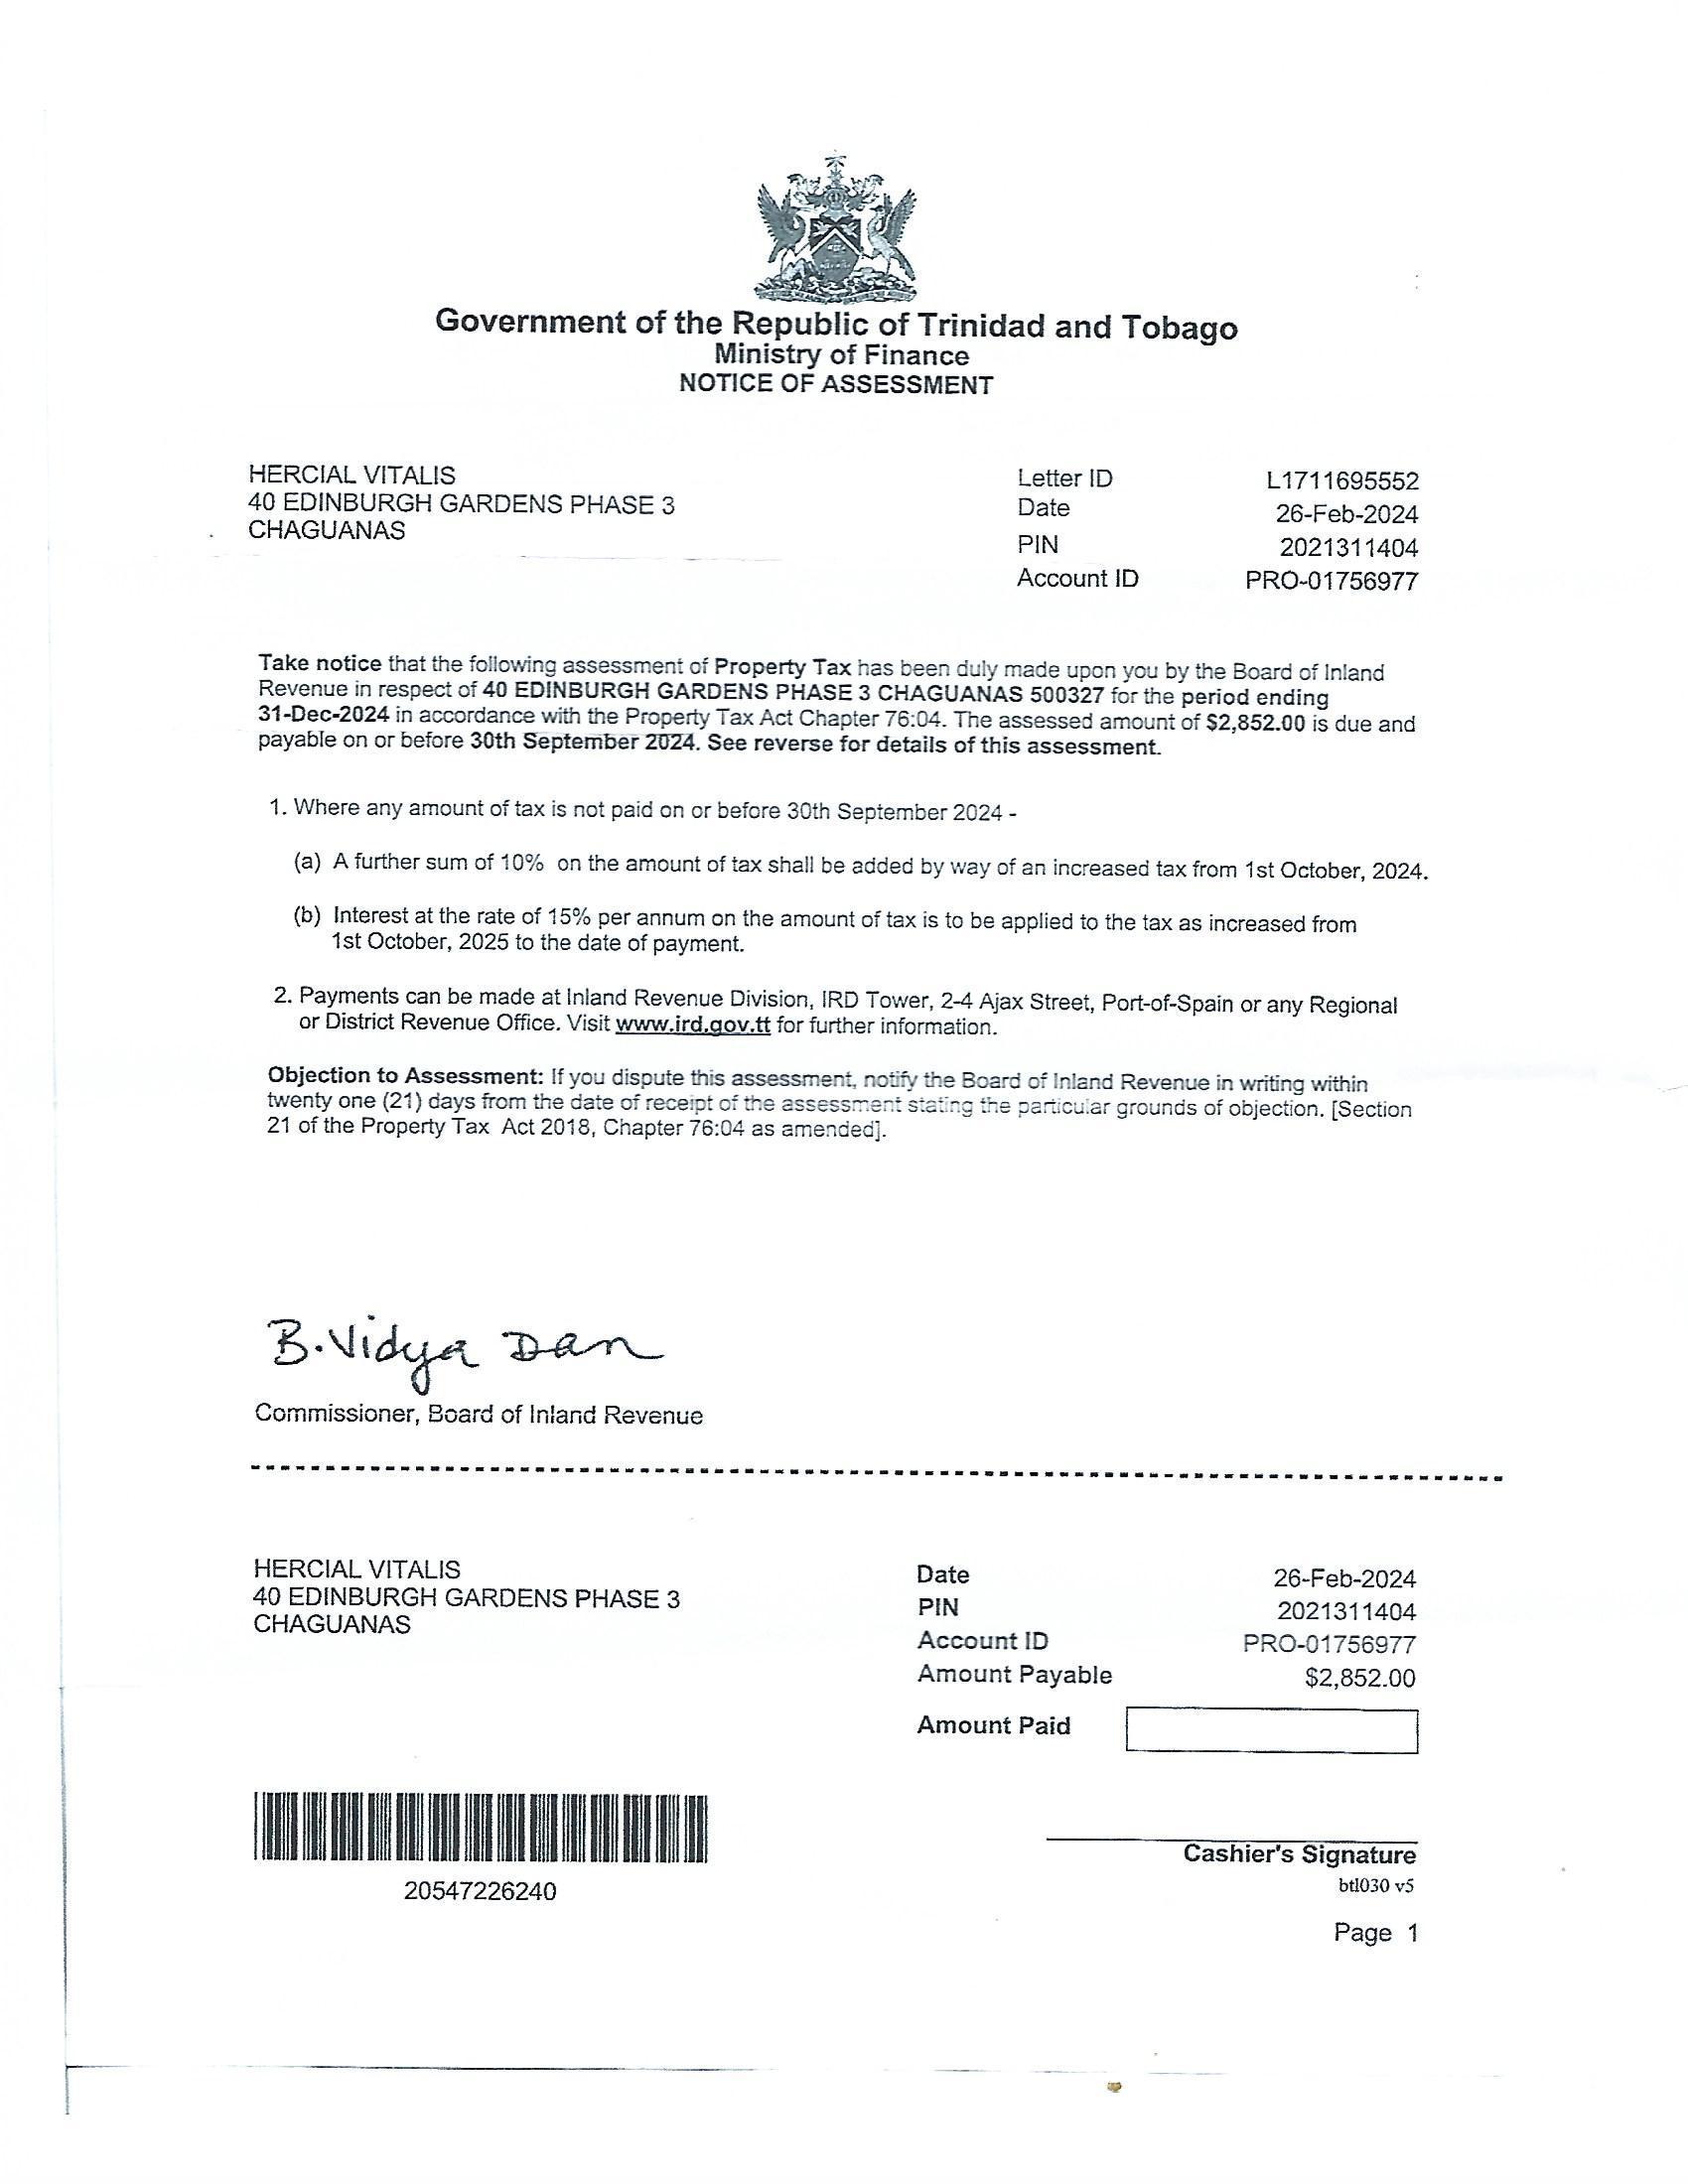 Government of the Republic of Trinidad and Tobago
Ministry of Finance
NOTICE OF ASSESSMENT
HERCIAL VITALIS
40 EDINBURGH GARDENS PHASE 3
CHAGUANAS
Letter ID L1711695552
Date 26-Feb-2024
PIN 2021311404
Account ID PRO-01756977
Take notice that the following assessment of Property Tax has been duly made upon you by the Board of Inland
Revenue in respect of 40 EDINBURGH GARDENS PHASE 3 CHAGUANAS 500327 for the period ending
31-Dec-2024 in accordance with the Property Tax Act Chapter 76:04. The assessed amount of $2,852.00 is due and
payable on or before 30th September 2024. See reverse for details of this assessment.
1. Where any amount of tax is not paid on or before 30th September 2024 -
(a) A further sum of 10% on the amount of tax shall be added by way of an increased tax from 1st October, 2024.
(b) Interest at the rate of 15% per annum on the amount of tax is to be applied to the tax as increased from
1st October, 2025 to the date of payment.
2. Payments can be made at Inland Revenue Division, IRD Tower, 2-4 Ajax Street, Port-of-Spain or any Regional
or District Revenue Office. Visit www.ird.gov.tt for further information.
Objection to Assessment: If you dispute this assessment, notify the Board of Inland Revenue in writing within
twenty one (21) days from the date of receipt of the assessment stating the particular grounds of objection. [Section
21 of the Property Tax Act 2018, Chapter 76:04 as amended].
B. Vidya Dan
Commissioner, Board of Inland Revenue
HERCIAL VITALIS
40 EDINBURGH GARDENS PHASE 3
CHAGUANAS
Date 26-Feb-2024
PIN 2021311404
Account ID PRO-01756977
Amount Payable $2,852.00
Amount Paid
20547226240
Cashier's Signature
btl030 v5
Page 1